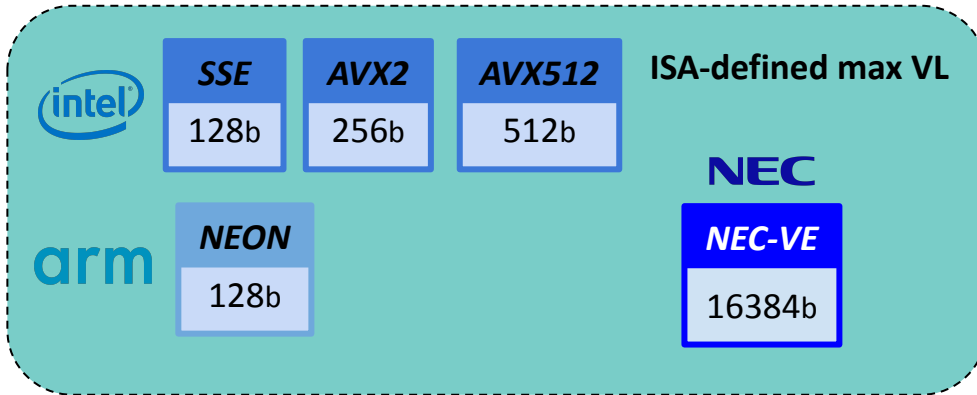 SSE AVX2 AVX512 ISA-defined max VL
intel
128b 256b 512b
NEC
NEON NEC-VE
arm
128b 16384b